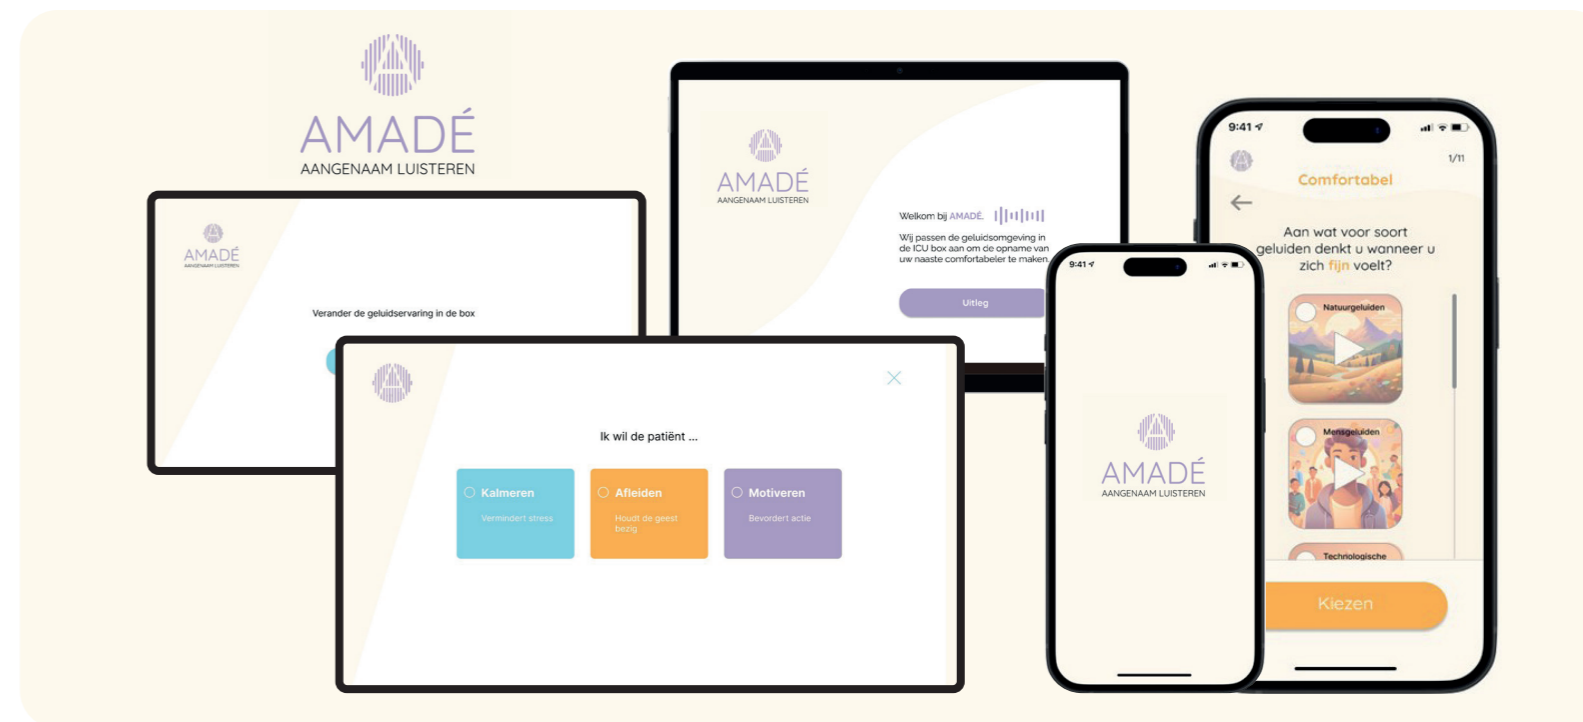 AMADÉ
AANGENAAM LUISTEREN
AMADÉ
AANGENAAM LUISTEREN
Verander de geluidservaring in de box
AMADÉ
AANGENAAM LUISTEREN
Welkom bij AMADÉ.
Wij passen de geluidsomgeving in
de ICU box aan om de opname van
uw naaste comfortabeler te maken.
Uitleg
Ik wil de patiënt ...
Kalmeren
Vermindert stress
Afleiden
Houdt de geest
bezig
Motiveren
Bevordert actie
9:41
AMADÉ
AANGENAAM LUISTEREN
9:41
1/11
Comfortabel
Aan wat voor soort
geluiden denkt u wanneer u
zich fijn voelt?
Natuurgeluiden
Mensgeluiden
Technologische
Kiezen